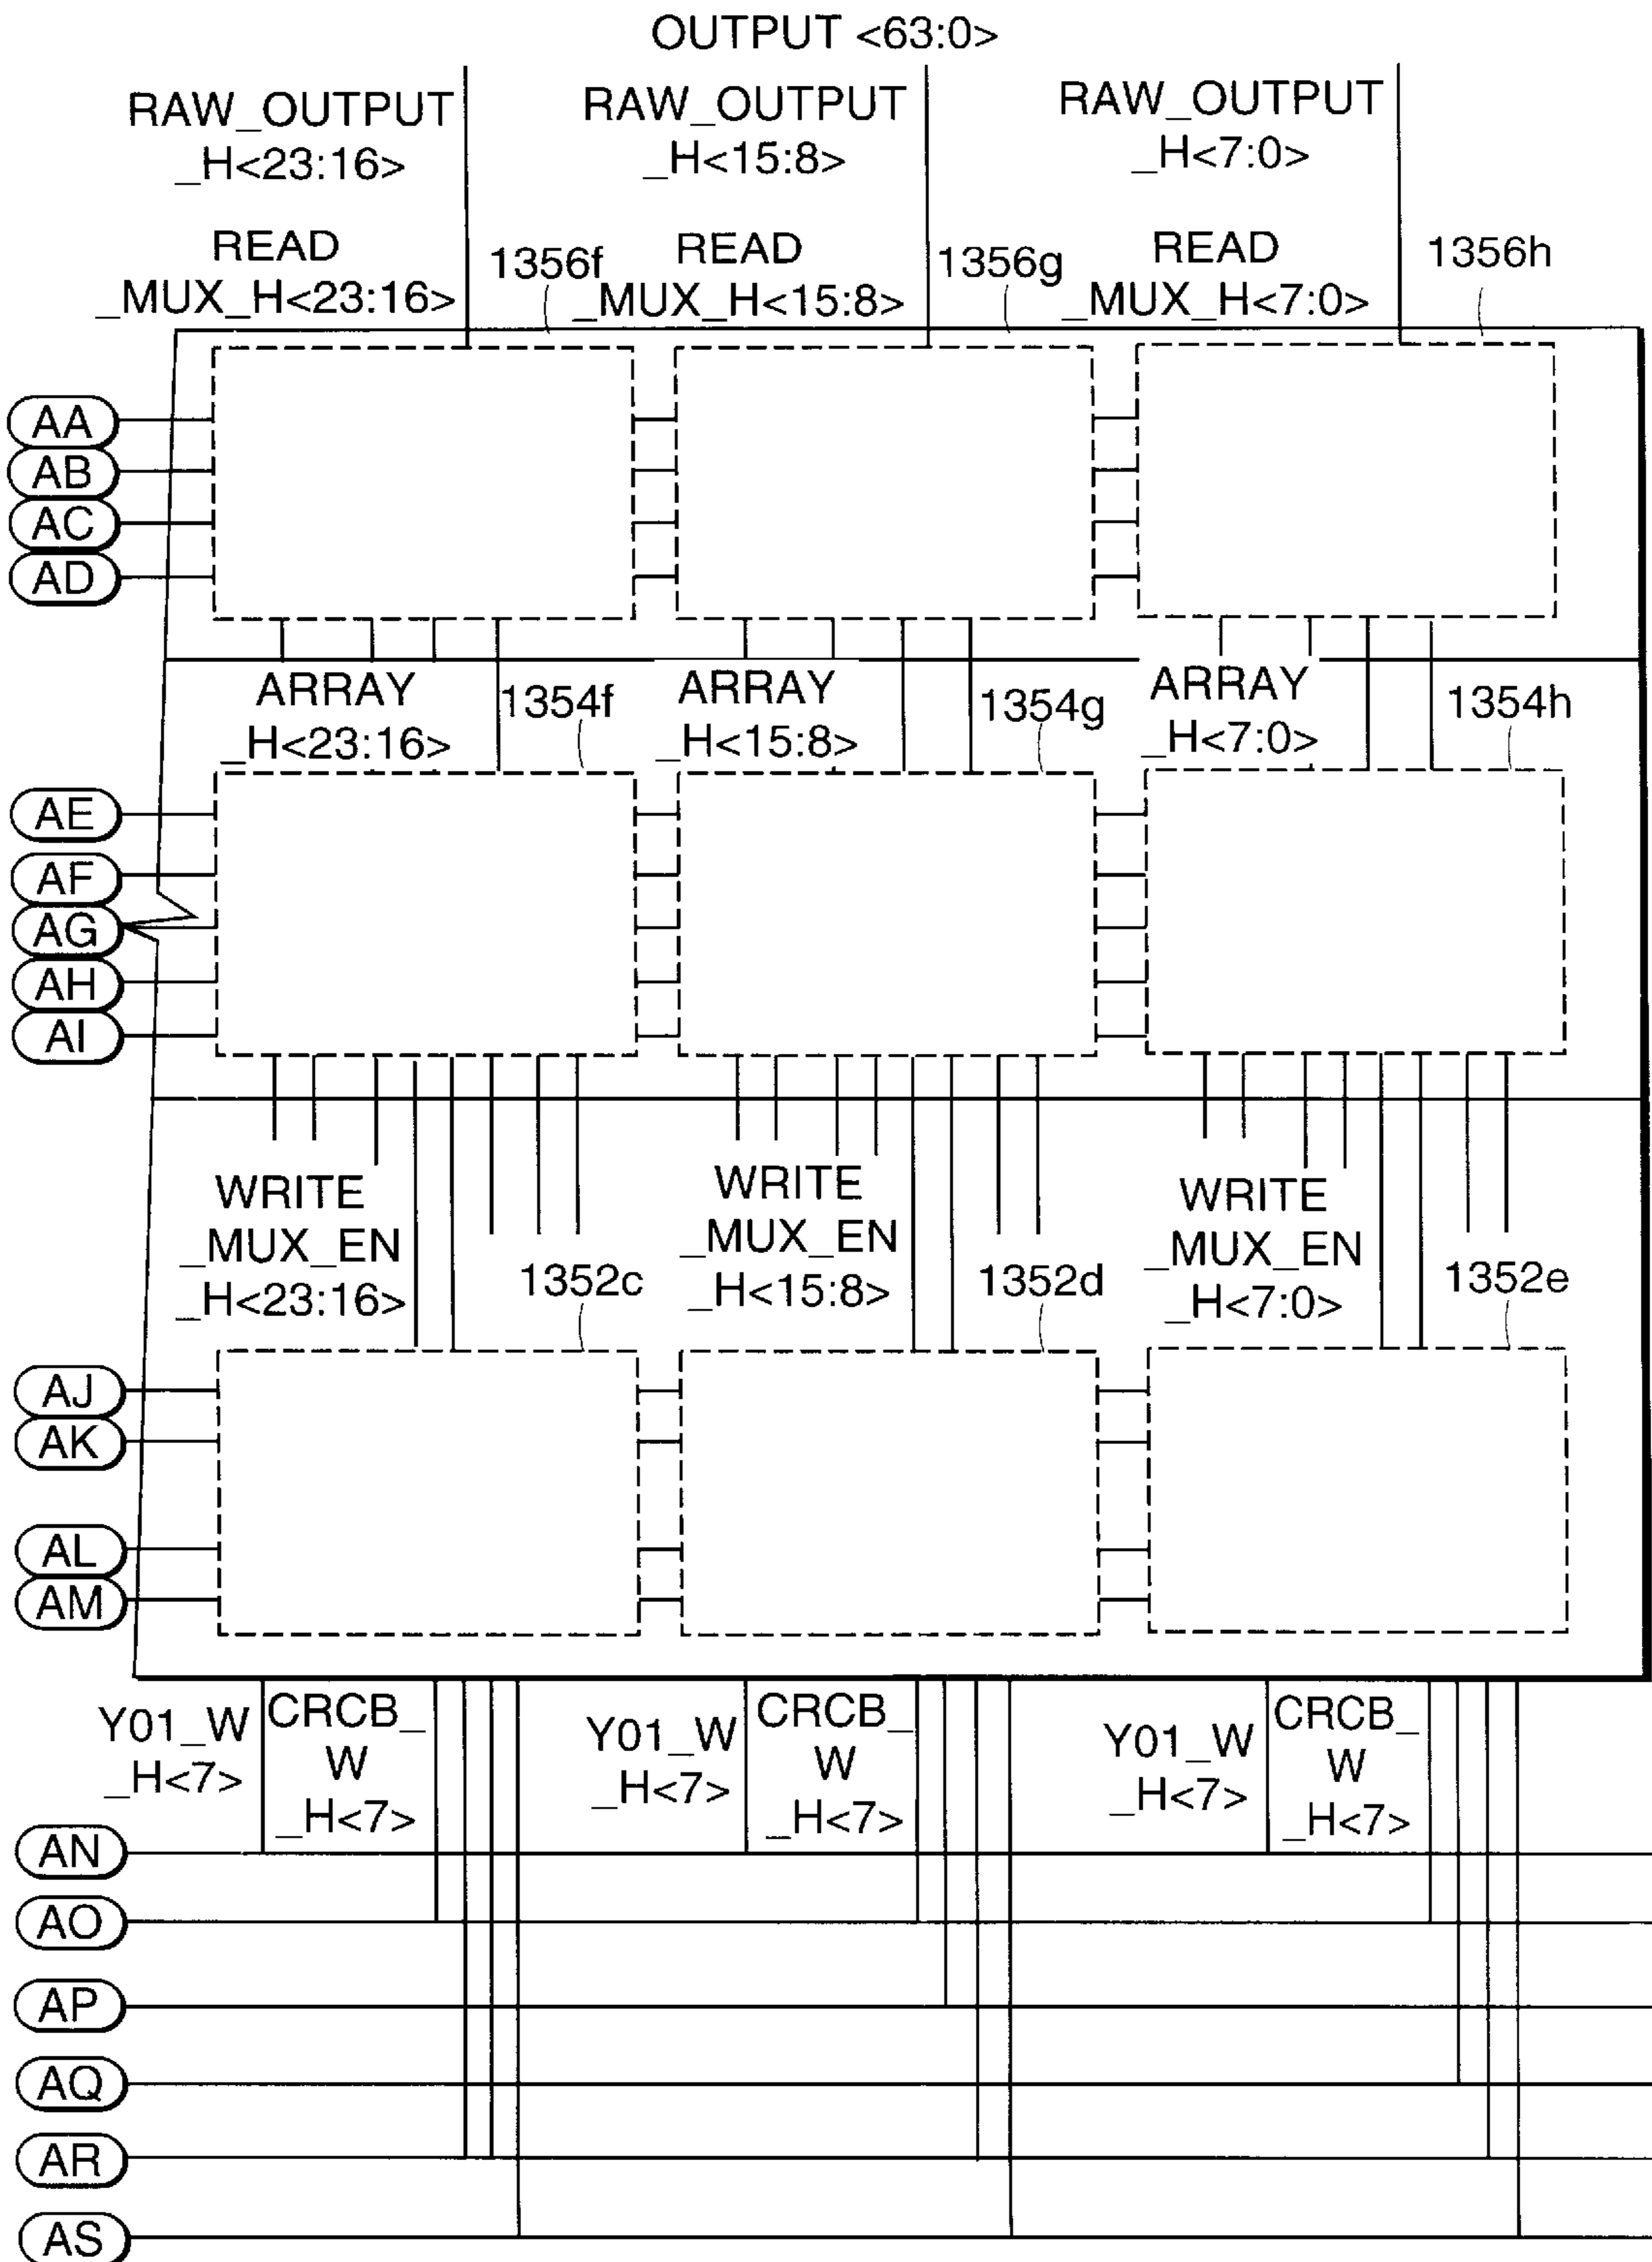 OUTPUT <63:0>
RAW_OUTPUT
_H<23:16>
RAW_OUTPUT
_H<15:8>
RAW_OUTPUT
_H<7:0>
READ
_MUX_H<23:16>
1356f
READ
_MUX_H<15:8>
1356g
READ
_MUX_H<7:0>
1356h
AA
AB
AC
AD
ARRAY
_H<23:16>
1354f
ARRAY
_H<15:8>
1354g
ARRAY
_H<7:0>
1354h
AE
AF
AG
AH
AI
WRITE
_MUX_EN
_H<23:16>
1352c
WRITE
_MUX_EN
_H<15:8>
1352d
WRITE
_MUX_EN
_H<7:0>
1352e
AJ
AK
AL
AM
Y01_W
_H<7>
CRCB_
W
_H<7>
Y01_W
_H<7>
CRCB_
W
_H<7>
Y01_W
_H<7>
CRCB_
W
_H<7>
AN
AO
AP
AQ
AR
AS